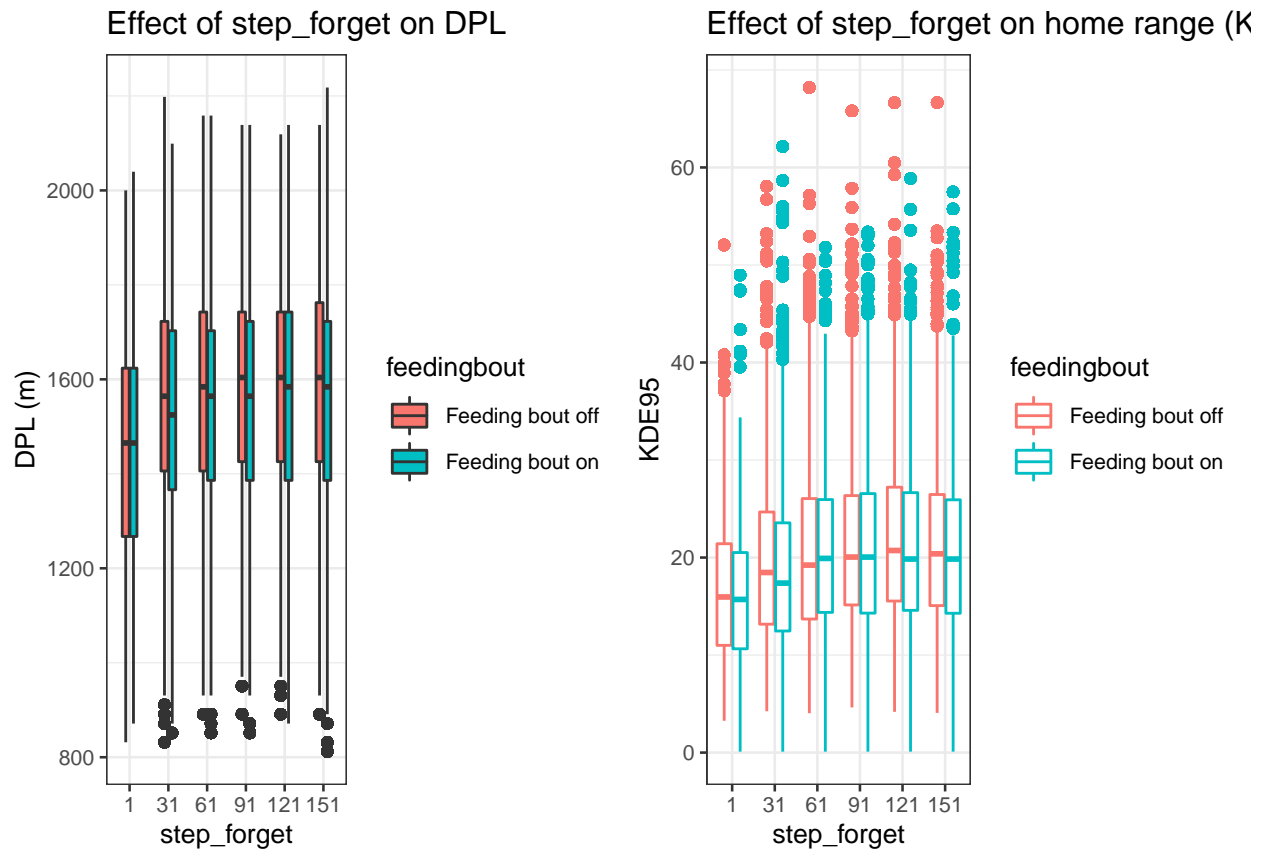 Effect of step_forget on DPL
DPL (m)
2000
1600
1200
800
1 31 61 91 121 151
step_forget
feedingbout
Feeding bout off
Feeding bout on
Effect of step_forget on home range (K
KDE95
60
40
20
0
1 31 61 91 121 151
step_forget
feedingbout
Feeding bout off
Feeding bout on